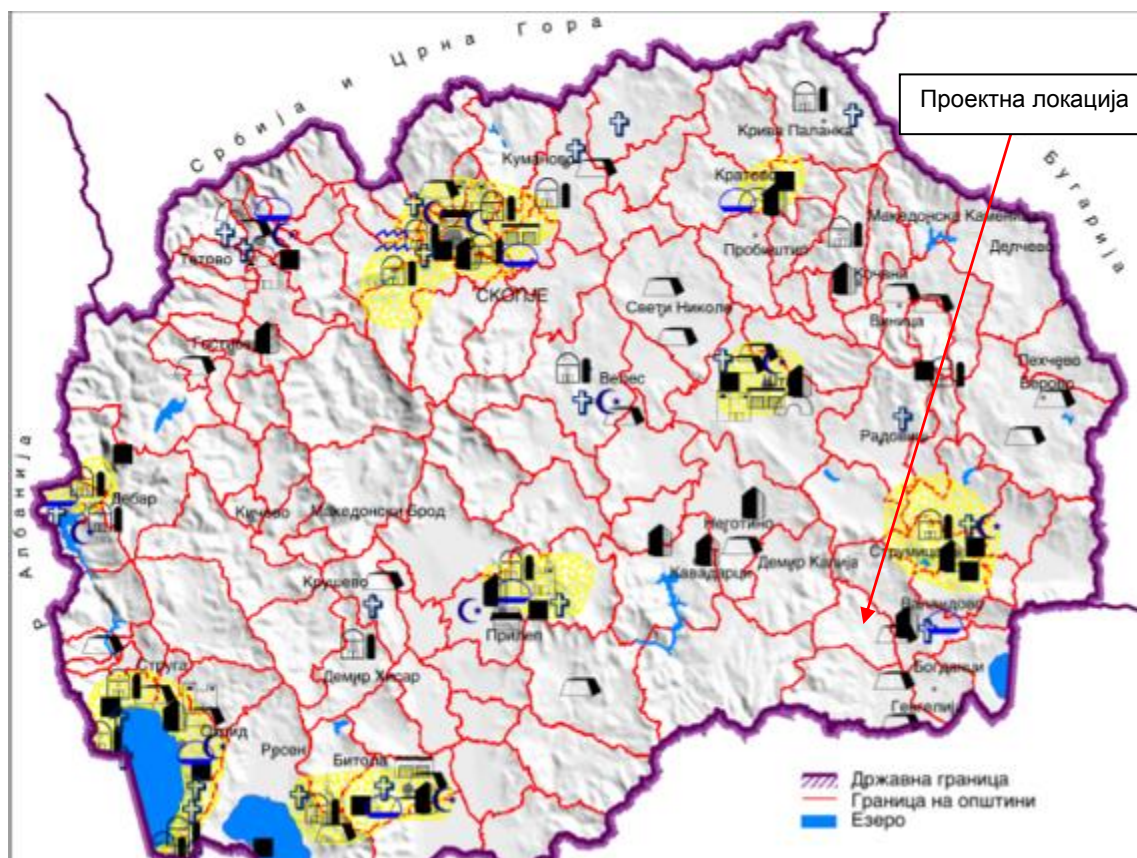 Србија и Црна Гора
Проектна локација
Бугарија
Крива Паланка
Куманово
Кратово
Македонска Каменица
Делчево
Пробиштип
Тетово
Кочани
СКОПЈЕ
Свети Николе
Виница
Гостивар
Пехчево
Берово
Велес
Радовиш
Р. Албанија
Дебар
Кичево
Македонски Брод
Неготино
Струмица
Кавадарци
Демир Капија
Крушево
Валандово
Прилеп
Струга
Демир Хисар
Богданци
Гевгелија
Охрид
Ресен
Битола
Државна граница
Граница на општини
Езеро